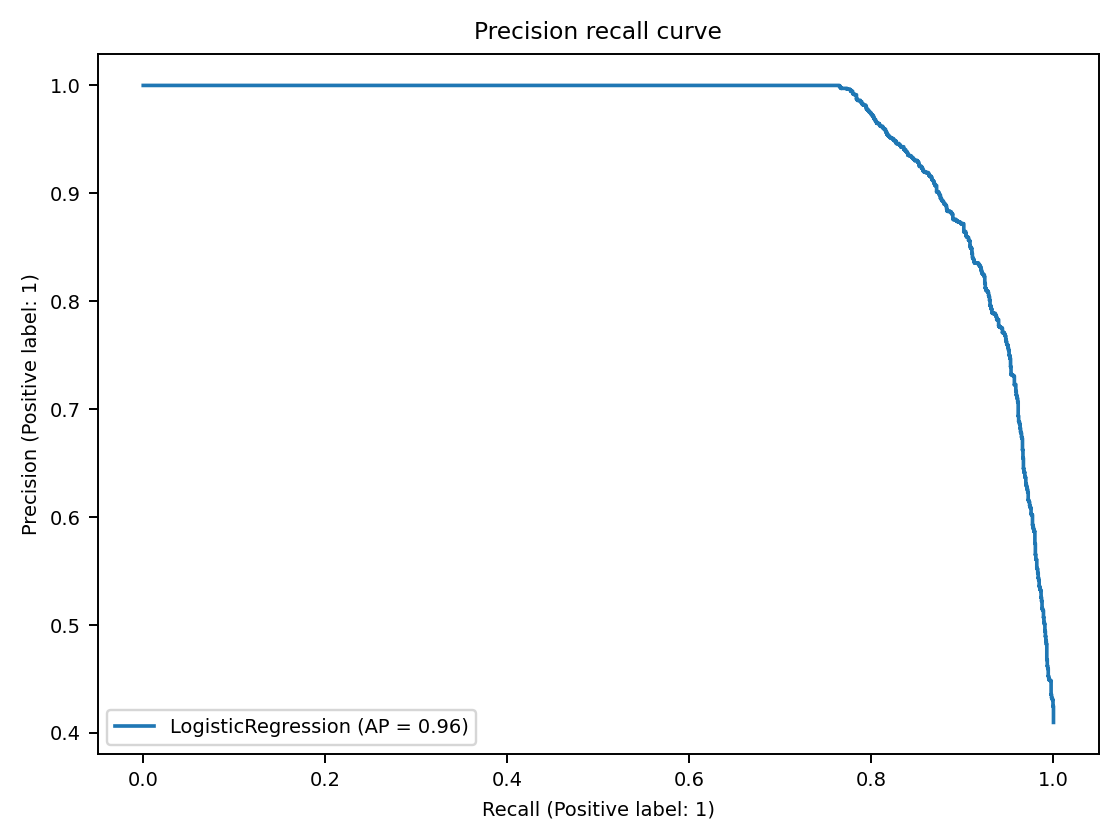 Precision recall curve
1.0
0.9
0.8
0.7
0.6
0.5
0.4
Precision (Positive label: 1)
LogisticRegression (AP = 0.96)
0.0 0.2 0.4 0.6 0.8 1.0
Recall (Positive label: 1)